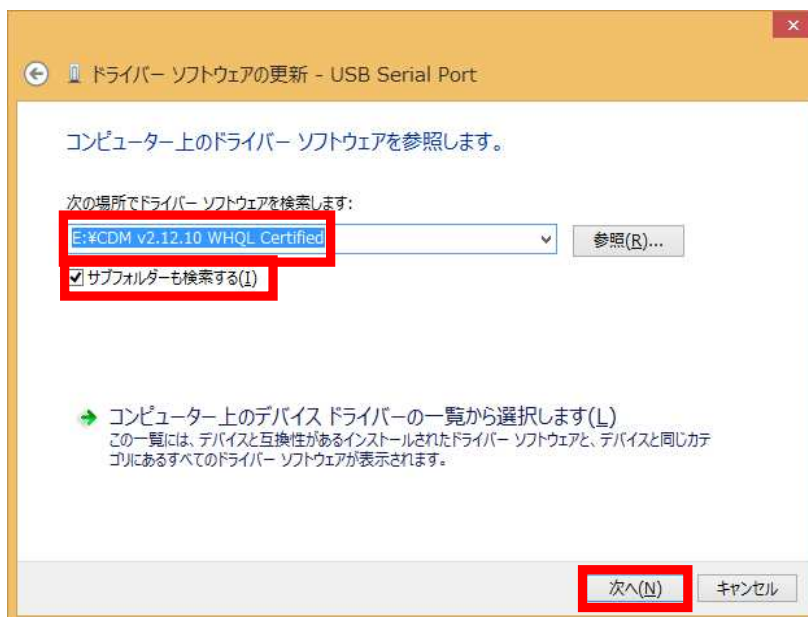 ドライバー ソフトウェアの更新 - USB Serial Port
コンピューター上のドライバー ソフトウェアを参照します。
次の場所でドライバー ソフトウェアを検索します:
E:¥CDM v2.12.10 WHQL Certified
参照(R)...
サブフォルダーも検索する(I)
コンピューター上のデバイス ドライバーの一覧から選択します(L)
この一覧には、デバイスと互換性があるインストールされたドライバー ソフトウェアと、デバイスと同じカテ
ゴリにあるすべてのドライバー ソフトウェアが表示されます。
次へ(N)
キャンセル